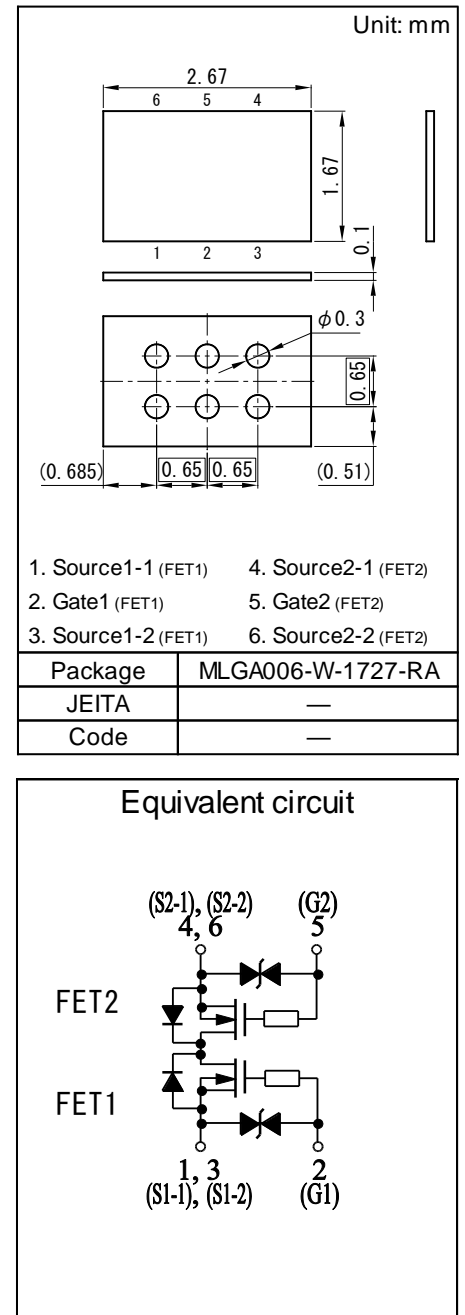 Unit: mm
2.67
6 5 4
1.67
1 2 3
0.1
φ0.3
0.65
(0.685) 0.65 0.65 (0.51)
1. Source1-1 (FET1) 4. Source2-1 (FET2)
2. Gate1 (FET1) 5. Gate2 (FET2)
3. Source1-2 (FET1) 6. Source2-2 (FET2)
Package MLGA006-W-1727-RA
JEITA —
Code —
Equivalent circuit
(S2-1), (S2-2) (G2)
4, 6 5
FET2
FET1
1, 3 2
(S1-1), (S1-2) (G1)